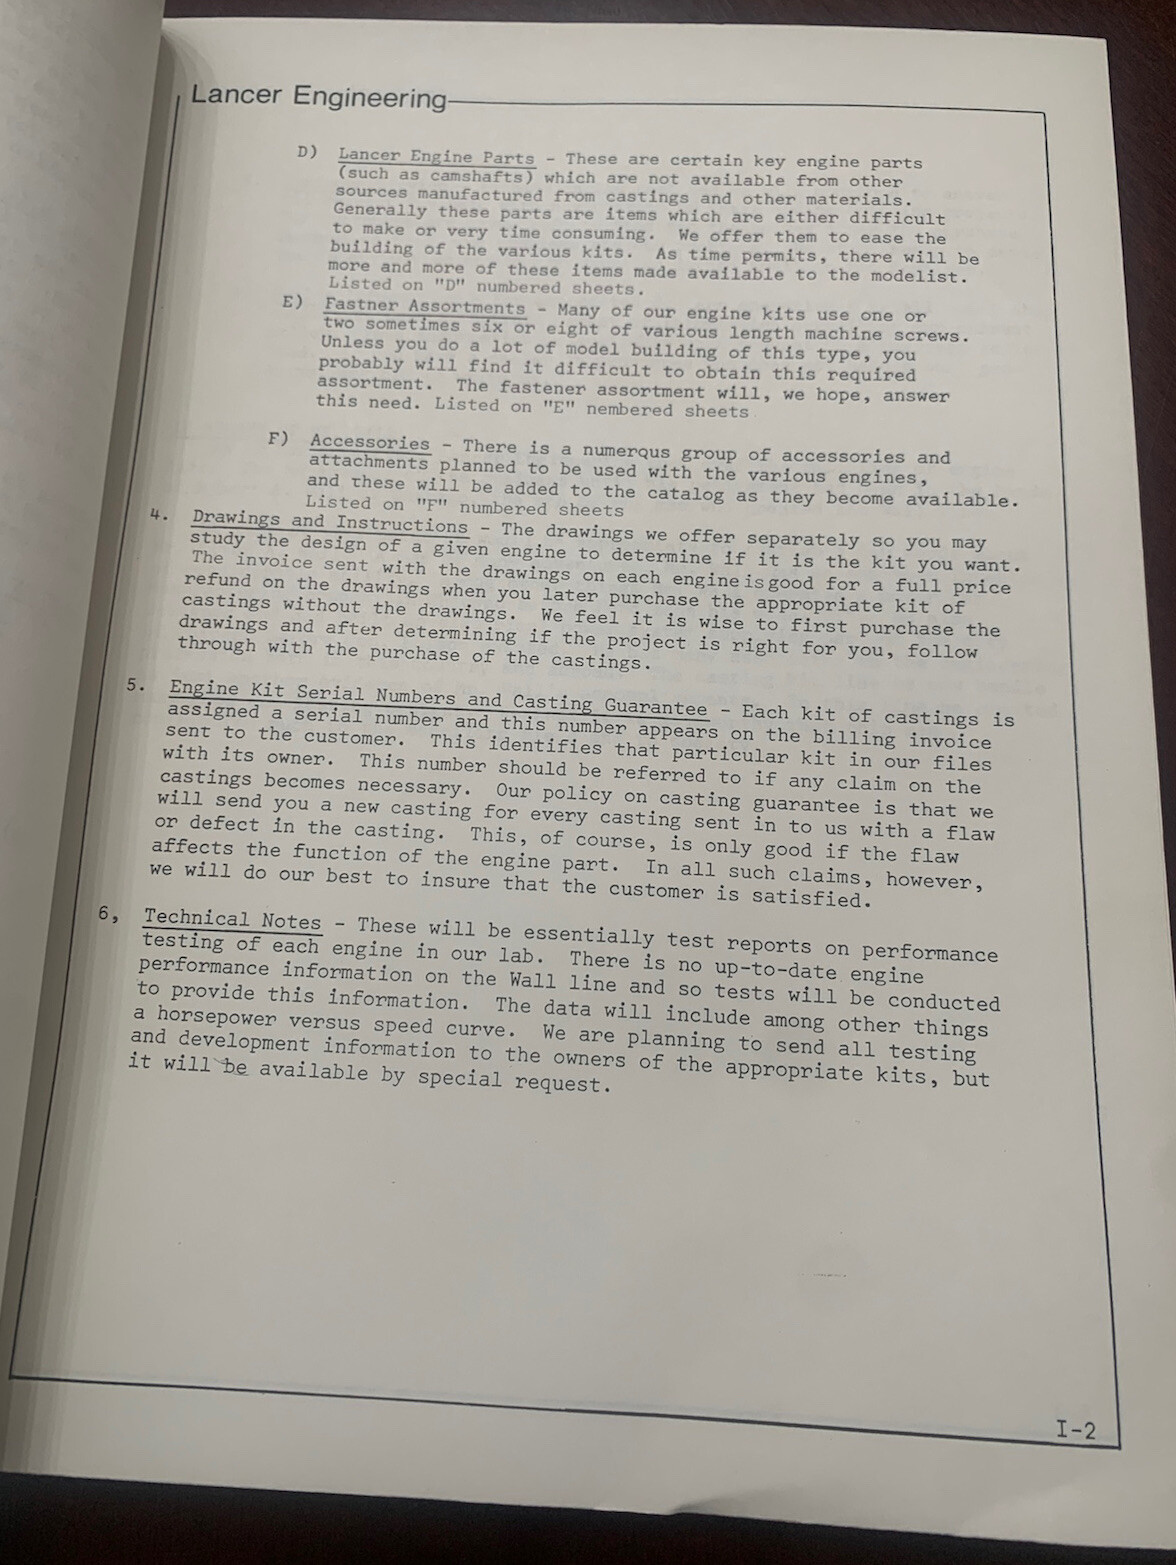 Lancer Engineering
D) Lancer Engine Parts - These are certain key engine parts
(such as camshafts) which are not available from other
sources manufactured from castings and other materials.
Generally these parts are items which are either difficult
to make or very time consuming. We offer them to ease the
building of the various kits. As time permits, there will be
more and more of these items made available to the modelist.
Listed on "D" numbered sheets.
E) Fastner Assortments - Many of our engine kits use one or
two sometimes six or eight of various length machine screws.
Unless you do a lot of model building of this type, you
probably will find it difficult to obtain this required
assortment. The fastener assortment will, we hope, answer
this need. Listed on "E" nembered sheets
F) Accessories - There is a numerqus group of accessories and
attachments planned to be used with the various engines,
and these will be added to the catalog as they become available.
Listed on "F" numbered sheets
4. Drawings and Instructions - The drawings we offer separately so you may
study the design of a given engine to determine if it is the kit you want.
The invoice sent with the drawings on each engine is good for a full price
refund on the drawings when you later purchase the appropriate kit of
castings without the drawings. We feel it is wise to first purchase the
drawings and after determining if the project is right for you, follow
through with the purchase of the castings.
5. Engine Kit Serial Numbers and Casting Guarantee - Each kit of castings is
assigned a serial number and this number appears on the billing invoice
sent to the customer. This identifies that particular kit in our files
with its owner. This number should be referred to if any claim on the
castings becomes necessary. Our policy on casting guarantee is that we
will send you a new casting for every casting sent in to us with a flaw
or defect in the casting. This, of course, is only good if the flaw
affects the function of the engine part. In all such claims, however,
we will do our best to insure that the customer is satisfied.
6, Technical Notes - These will be essentially test reports on performance
testing of each engine in our lab. There is no up-to-date engine
performance information on the Wall line and so tests will be conducted
to provide this information. The data will include among other things
a horsepower versus speed curve. We are planning to send all testing
and development information to the owners of the appropriate kits, but
it will be available by special request.
I-2